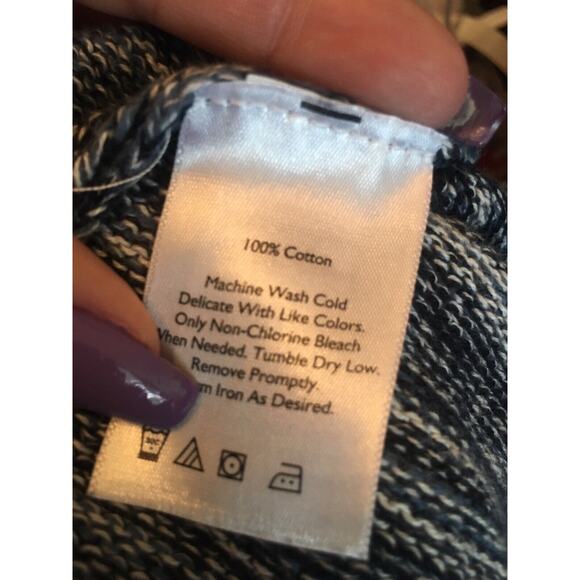 100% Cotton
Machine Wash Cold
Delicate With Like Colors.
Only Non-Chlorine Bleach
When Needed. Tumble Dry Low.
Remove Promptly.
Iron As Desired.